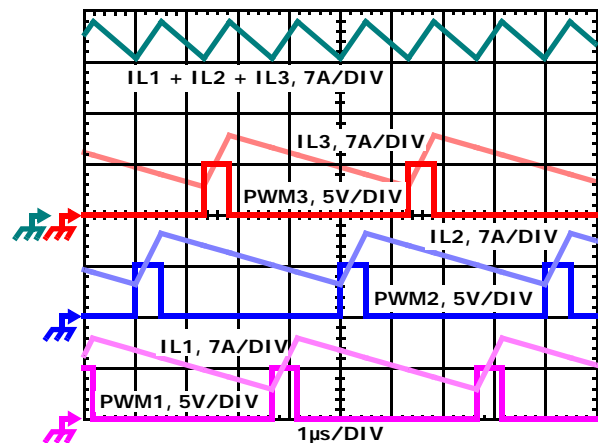 IL1 + IL2 + IL3, 7A/DIV
IL3, 7A/DIV
PWM3, 5V/DIV
IL2, 7A/DIV
PWM2, 5V/DIV
IL1, 7A/DIV
PWM1, 5V/DIV
1µs/DIV